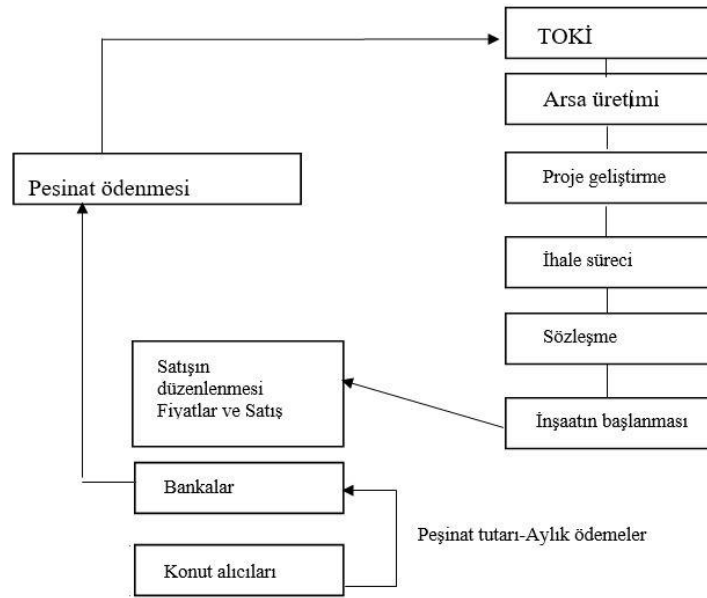 TOKİ
Arsa üretimi
Pesinat ödenmesi
Proje geliştirme
İhale süreci
Sözleşme
Satışın
düzenlenmesi
Fiyatlar ve Satış
İnşaatın başlanması
Bankalar
Peşinat tutarı-Aylık ödemeler
Konut alıcıları